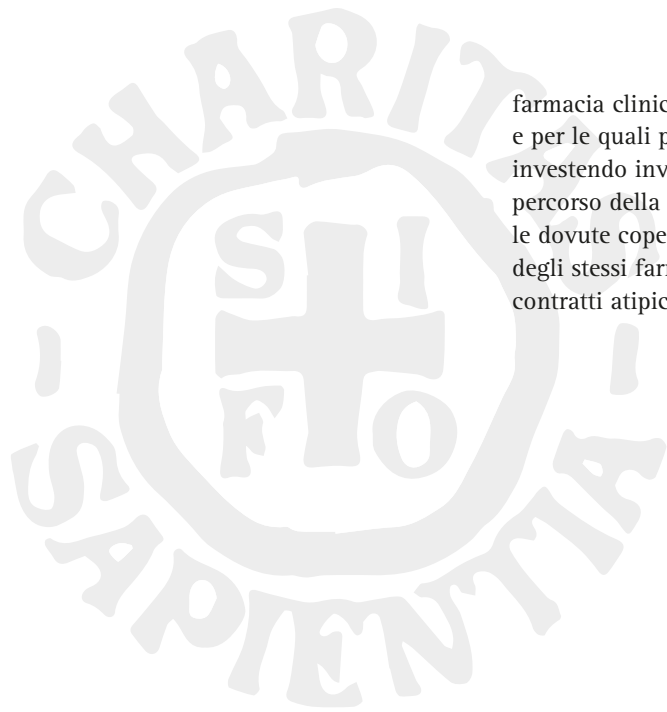 CHARITAS
farmacia clinic
e per le quali p
investendo inv
percorso della
le dovute cope
degli stessi far
contratti atipic
S I
F O
- SAPIENTIA -